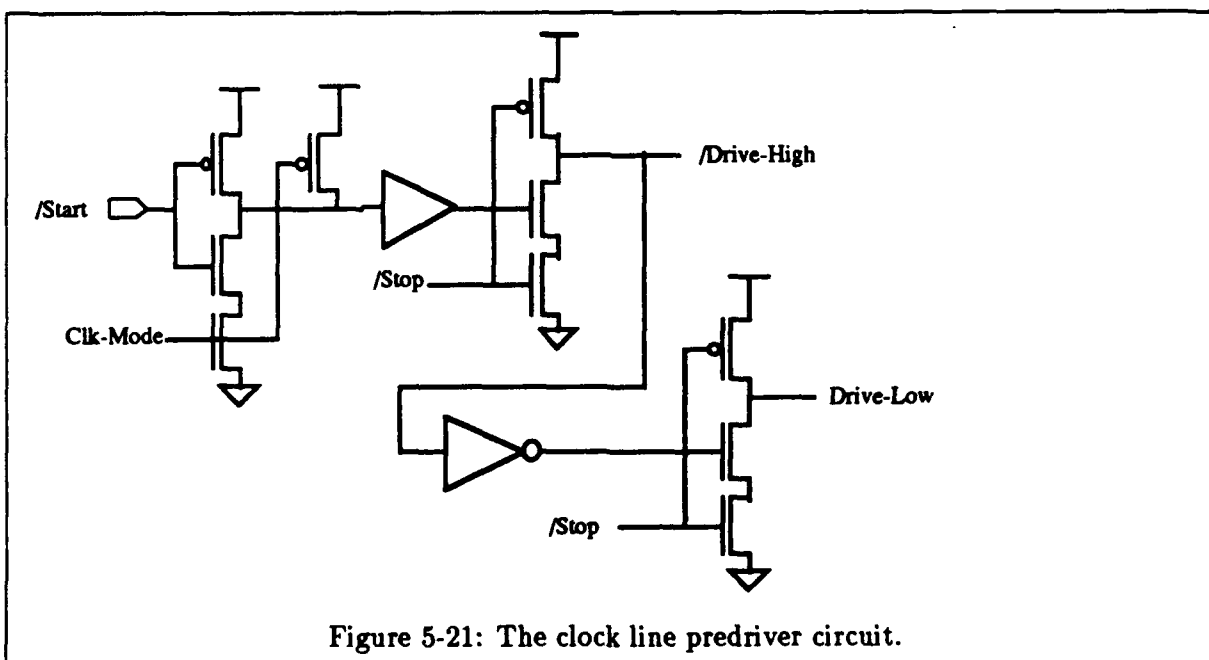 /Drive-High
/Start
/Stop
Clk-Mode
Drive-Low
/Stop
Figure 5-21: The clock line predriver circuit.